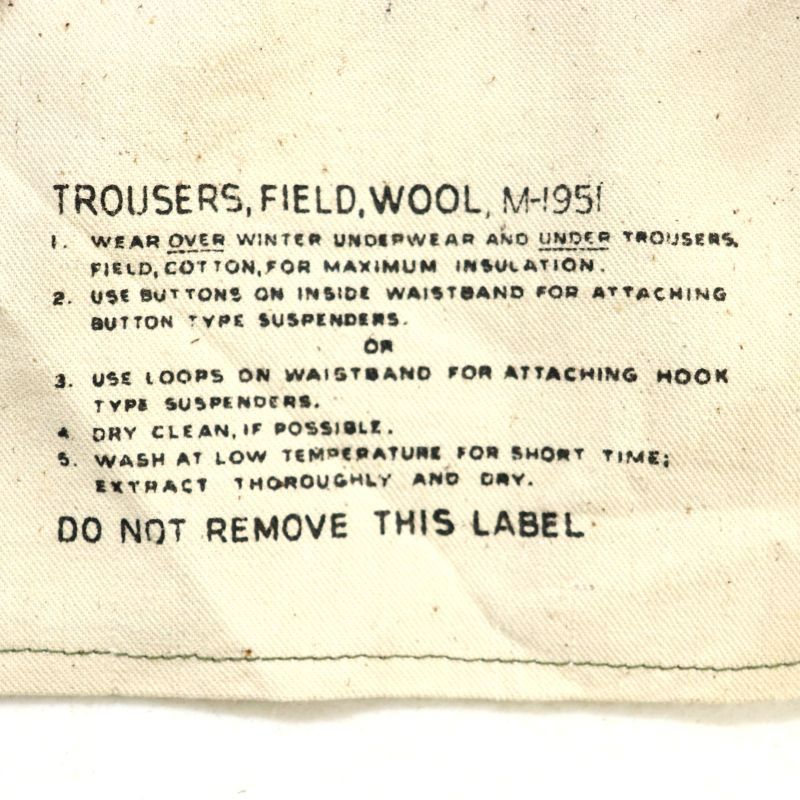 TROUSERS, FIELD, WOOL, M-1951
1. WEAR OVER WINTER UNDERWEAR AND UNDER TROUSERS,
FIELD, COTTON, FOR MAXIMUM INSULATION.
2. USE BUTTONS ON INSIDE WAISTBAND FOR ATTACHING
BUTTON TYPE SUSPENDERS.
OR
3. USE LOOPS ON WAISTBAND FOR ATTACHING HOOK
TYPE SUSPENDERS.
4. DRY CLEAN, IF POSSIBLE.
5. WASH AT LOW TEMPERATURE FOR SHORT TIME;
EXTRACT THOROUGHLY AND DRY.
DO NOT REMOVE THIS LABEL